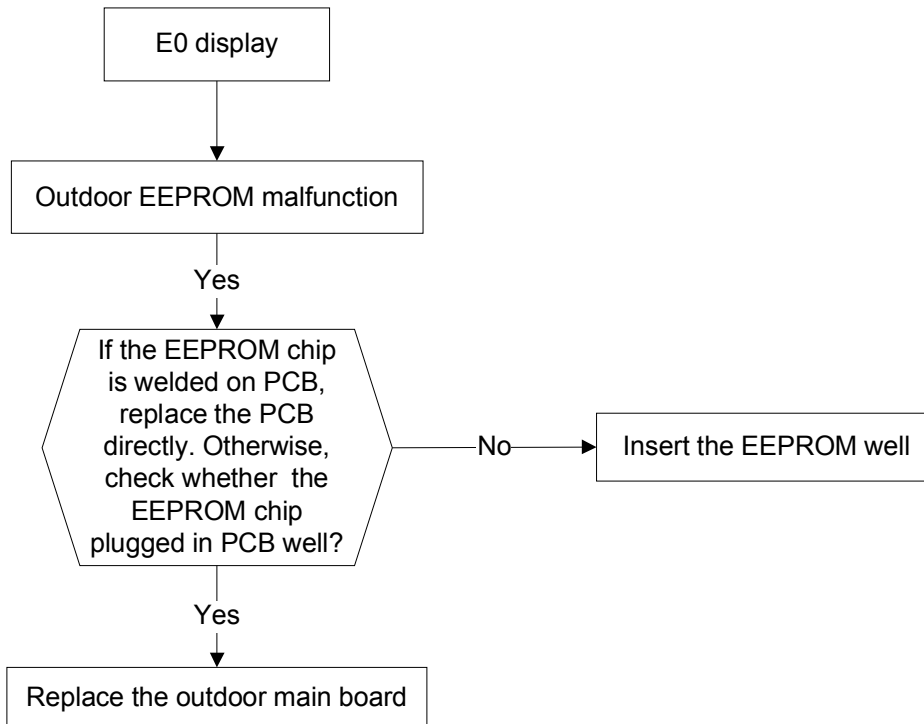 E0 display
Outdoor EEPROM malfunction
Yes
If the EEPROM chip
is welded on PCB,
replace the PCB
directly. Otherwise,
check whether the
EEPROM chip
plugged in PCB well?
No
Insert the EEPROM well
Yes
Replace the outdoor main board